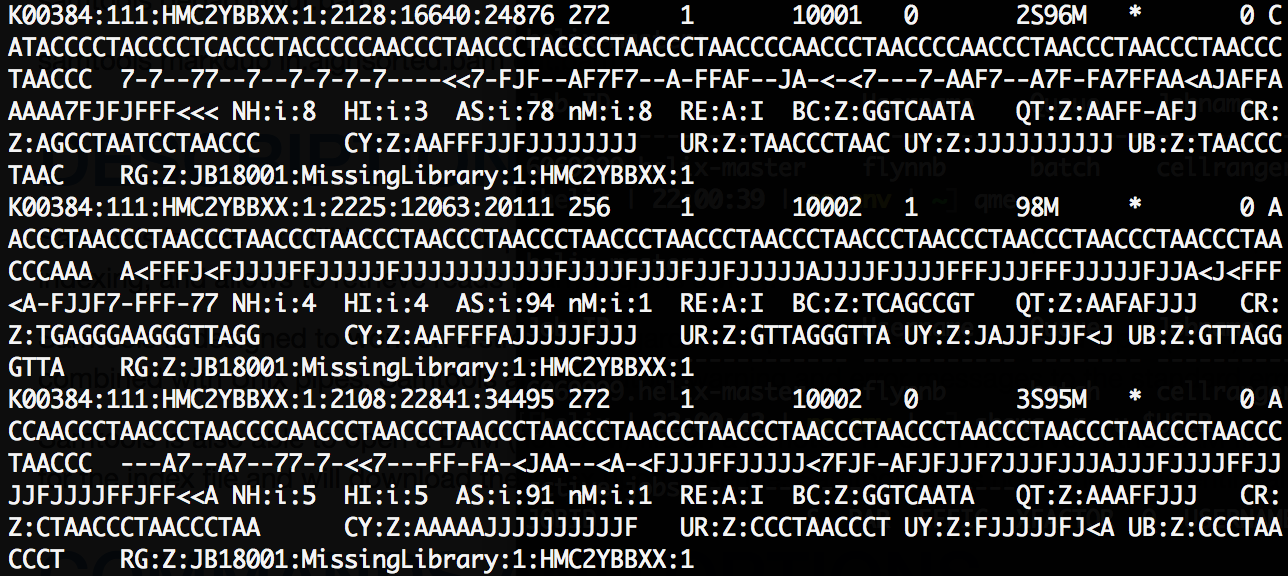 K00384:111:HMC2YBBXX:1:2128:16640:24876 272 1 10001 0 2S96M * 0 C
ATACCCCTACCCCTCACCCTACCCCCAACCCTAACCCTACCCCTAACCCTAACCCCAACCCTAACCCCAACCCTAACCCTAACCCTAACCC
TAACCC 7-7--77--7--7-7-7-7----<<7-FJF--AF7F7--A-FFAF--JA-<-<7---7-AAF7--A7F-FA7FFAA<AJAFFA
AAAA7FJFJFFF<<< NH:i:8 HI:i:3 AS:i:78 nM:i:8 RE:A:I BC:Z:GGTCAATA QT:Z:AAFF-AFJ CR:
Z:AGCCTAATCCTAACCC CY:Z:AAFFFJJFJJJJJJJJ UR:Z:TAACCCTAAC UY:Z:JJJJJJJJJJ UB:Z:TAACCC
TAAC RG:Z:JB18001:MissingLibrary:1:HMC2YBBXX:1
K00384:111:HMC2YBBXX:1:2225:12063:20111 256 1 10002 1 98M * 0 A
ACCCTAACCCTAACCCTAACCCTAACCCTAACCCTAACCCTAACCCTAACCCTAACCCTAACCCTAACCCTAACCCTAACCCTAACCCTAA
CCCAAA A<FFFJ<FJJJJFFJJJJJFJJJJJJJJJJJFJJJJFJJJFJJFJJJJJAJJJJFJJJJFFFJJJFFFJJJJJFJJA<J<FFF
<A-FJJF7-FFF-77 NH:i:4 HI:i:4 AS:i:94 nM:i:1 RE:A:I BC:Z:TCAGCCGT QT:Z:AAFAFJJJ CR:
Z:TGAGGGAAGGGTTAGG CY:Z:AAFFFFAJJJJJFJJJ UR:Z:GTTAGGGTTA UY:Z:JAJJFJJJF<J UB:Z:GTTAGG
GTTA RG:Z:JB18001:MissingLibrary:1:HMC2YBBXX:1
K00384:111:HMC2YBBXX:1:2108:22841:34495 272 1 10002 0 3S95M * 0 A
CCAACCCTAACCCTAACCCCAACCCTAACCCTAACCCTAACCCTAACCCTAACCCTAACCCTAACCCTAACCCTAACCCTAACCCTAACCC
TAACCC ---A7--A7--77-7-<<7---FF-FA-<JAA--<A-<FJJJFFJJJJJ<7FJF-AFJFJJF7JJJFJJJAJJJFJJJJFFJJ
JJFJJJJFFJFF<<A NH:i:5 HI:i:5 AS:i:91 nM:i:1 RE:A:I BC:Z:GGTCAATA QT:Z:AAAFFJJJ CR:
Z:CTAACCCTAACCCTAA CY:Z:AAAAAJJJJJJJJJJF UR:Z:CCCTAACCCT UY:Z:FJJJJJFJ<A UB:Z:CCCTAA
CCCT RG:Z:JB18001:MissingLibrary:1:HMC2YBBXX:1